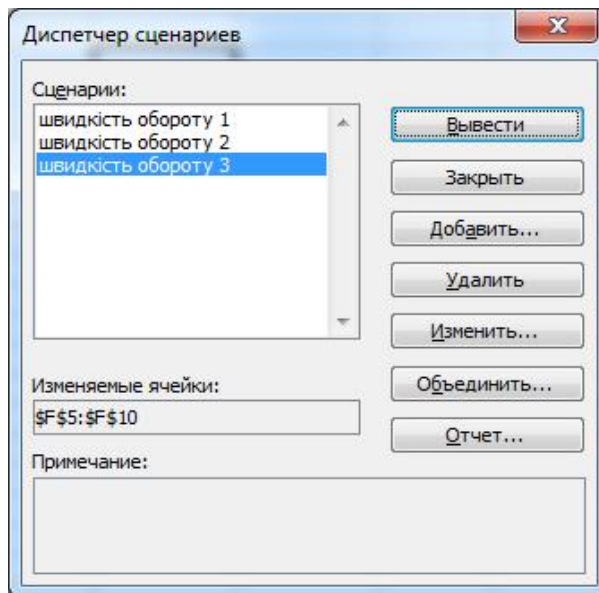 Диспетчер сценариев
Сценарии:
швидкість обороту 1
швидкість обороту 2
швидкість обороту 3
Вывести
Закрыть
Добавить...
Удалить
Изменить...
Объединить...
Отчет...
Изменяемые ячейки:
$F$5:$F$10
Примечание: